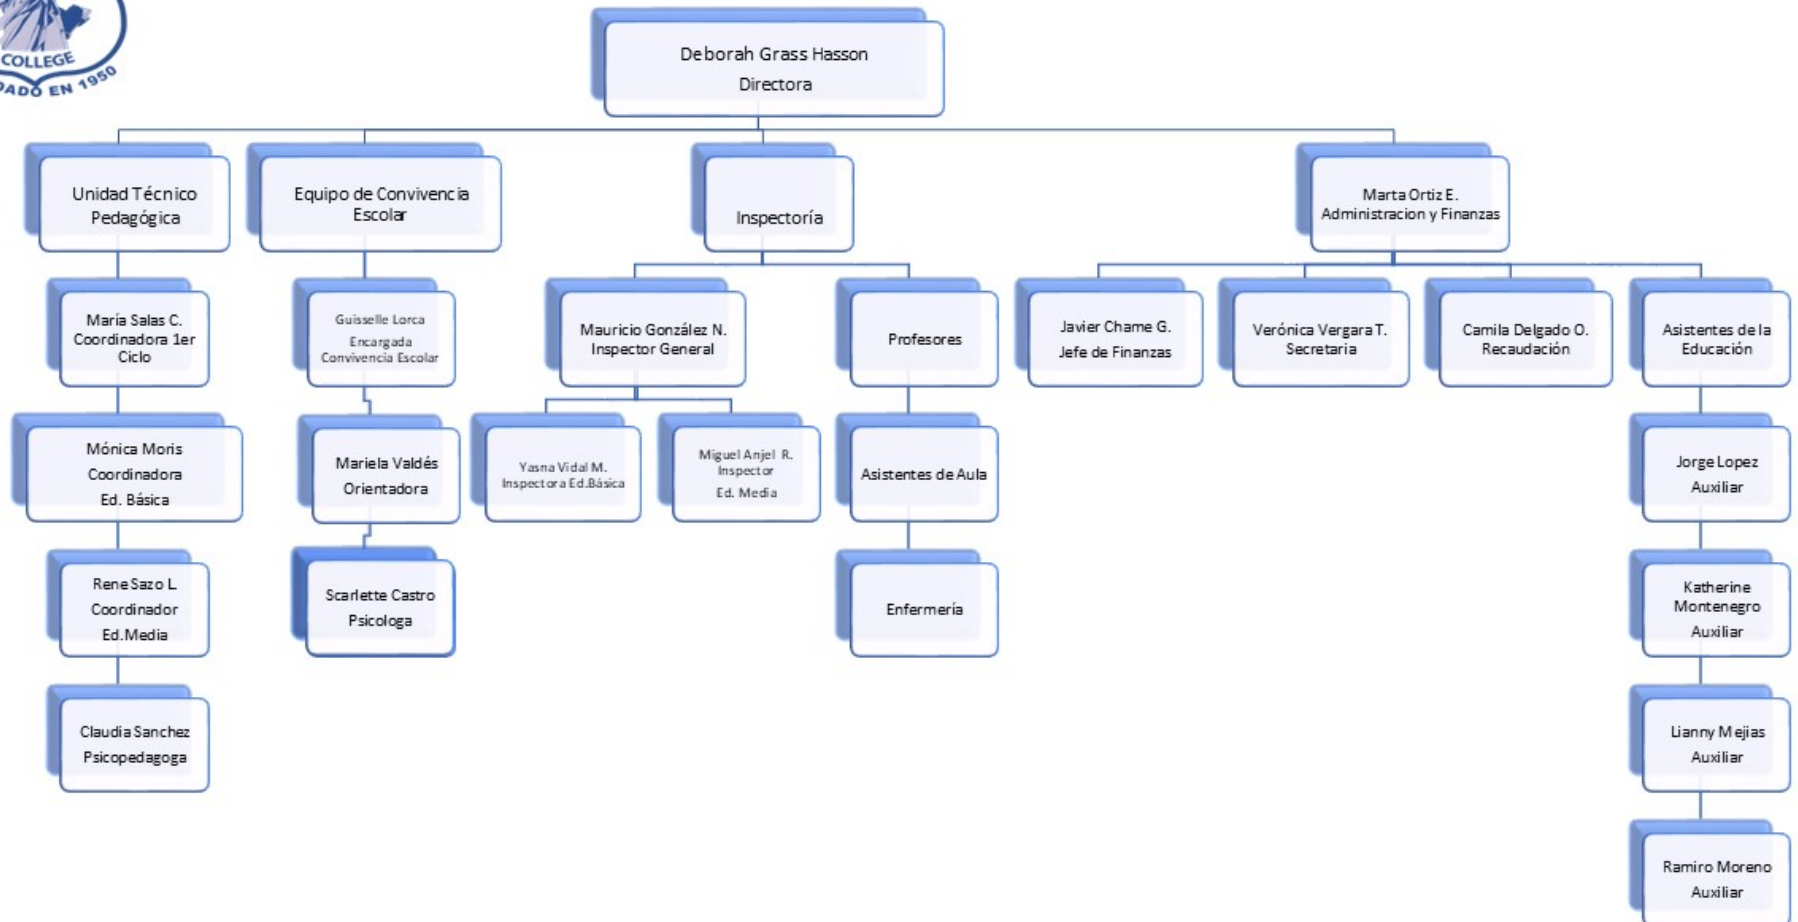 COLLEGE
EN 1950
Deborah Grass Hasson
Directora
Unidad Técnico
Pedagógica
Equipo de Convivencia
Escolar
Inspectoría
Marta Ortiz E.
Administracion y Finanzas
María Salas C.
Coordinadora 1er
Ciclo
Guisselle Lorca
Encargada
Convivencia Escolar
Mauricio González N.
Inspector General
Profesores
Javier Chame G.
Jefe de Finanzas
Verónica Vergara T.
Secretaria
Camila Delgado O.
Recaudación
Asistentes de la
Educación
Mónica Moris
Coordinadora
Ed. Básica
Mariela Valdés
Orientadora
Yasna Vidal M.
Inspectora Ed.Básica
Miguel Anjel R.
Inspector
Ed. Media
Asistentes de Aula
Jorge Lopez
Auxiliar
Rene Sazo L
Coordinador
Ed.Media
Scarlette Castro
Psicologa
Enfermería
Katherine
Montenegro
Auxiliar
Claudia Sanchez
Psicopedagoga
Lianny Mejias
Auxiliar
Ramiro Moreno
Auxiliar